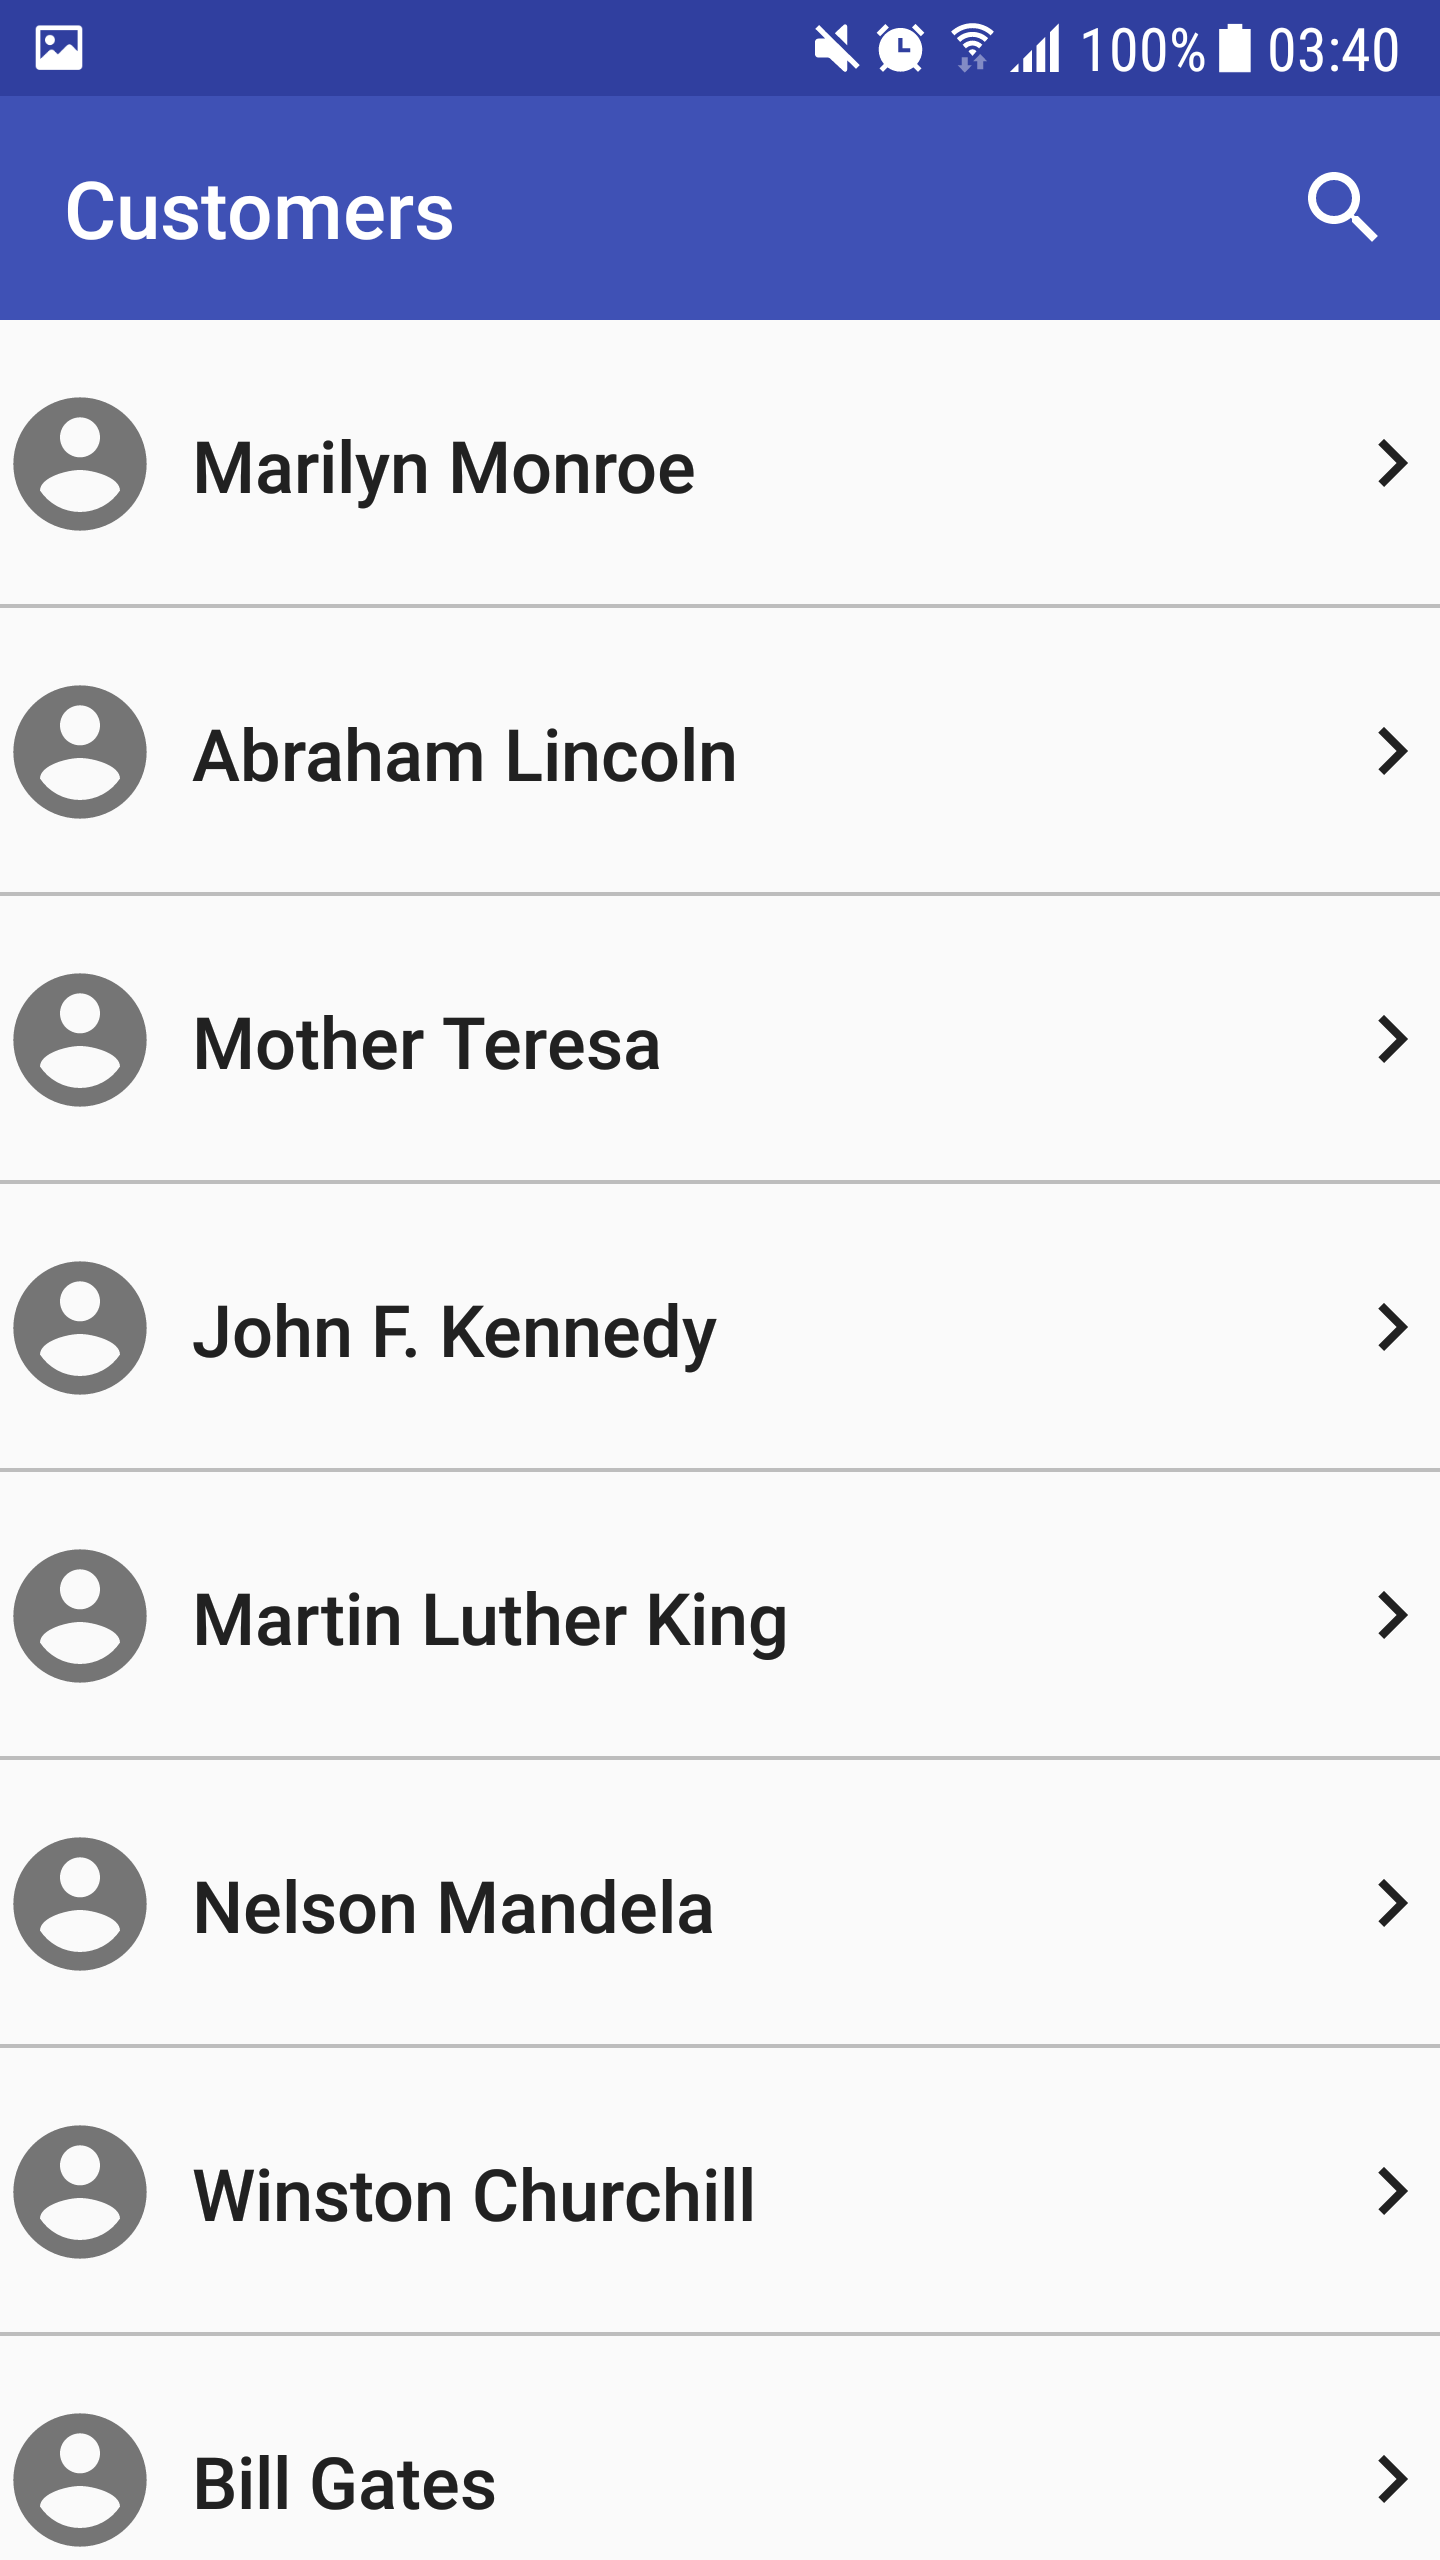 100% 03:40
Customers
Marilyn Monroe
Abraham Lincoln
Mother Teresa
John F. Kennedy
Martin Luther King
Nelson Mandela
Winston Churchill
Bill Gates